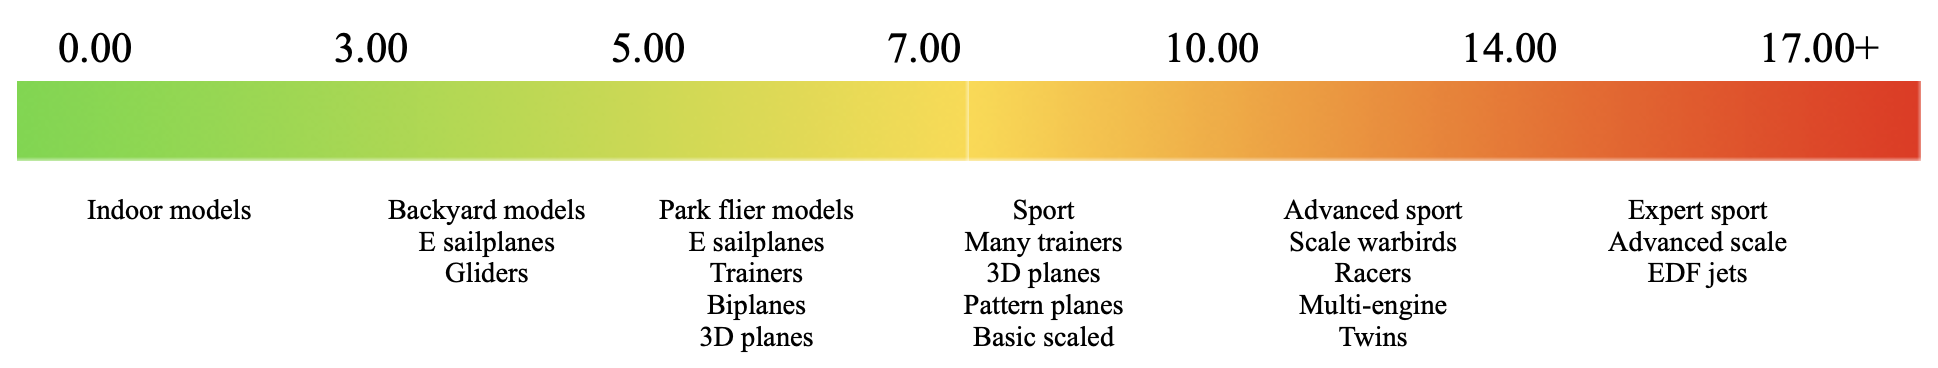 0.00 3.00 5.00 7.00 10.00 14.00 17.00+
Indoor models
Backyard models
E sailplanes
Gliders
Park flier models
E sailplanes
Trainers
Biplanes
3D planes
Sport
Many trainers
3D planes
Pattern planes
Basic scaled
Advanced sport
Scale warbirds
Racers
Multi-engine
Twins
Expert sport
Advanced scale
EDF jets